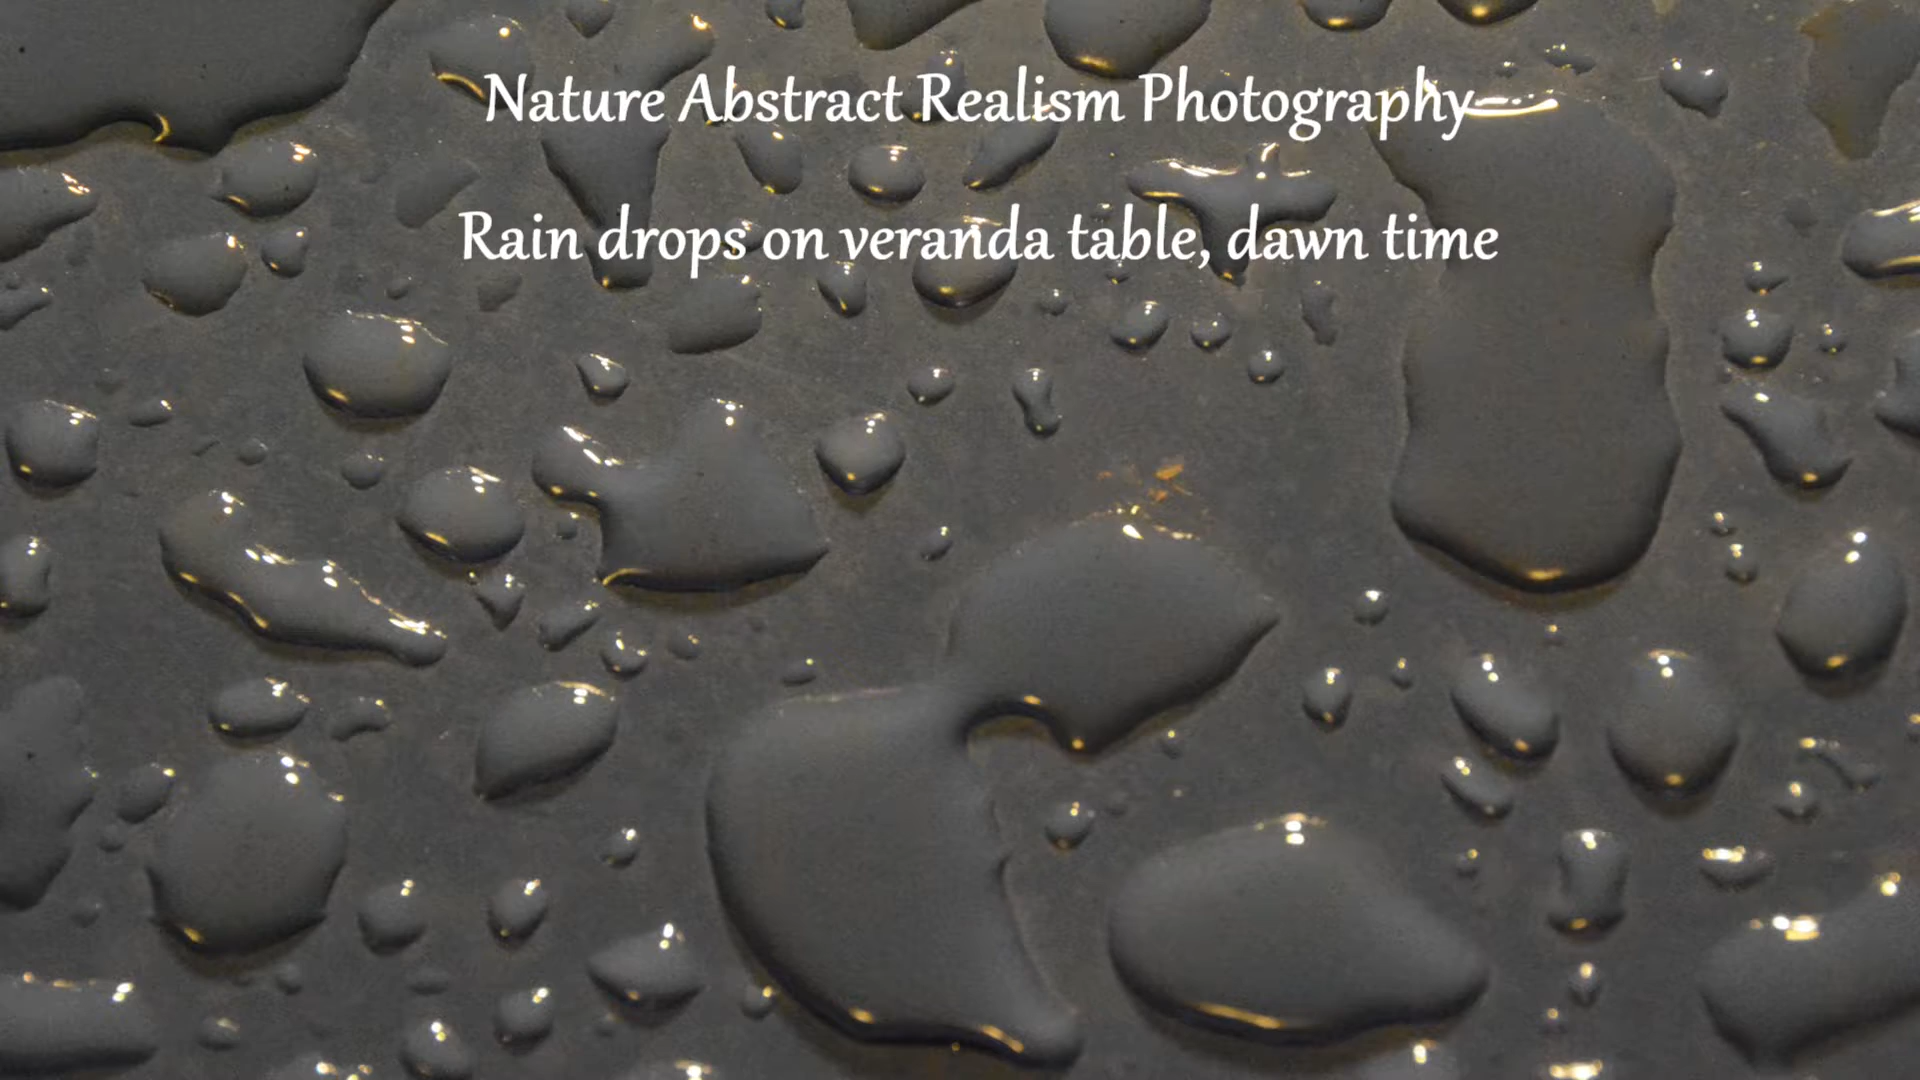 Nature Abstract Realism Photography
Rain drops on veranda table, dawn time